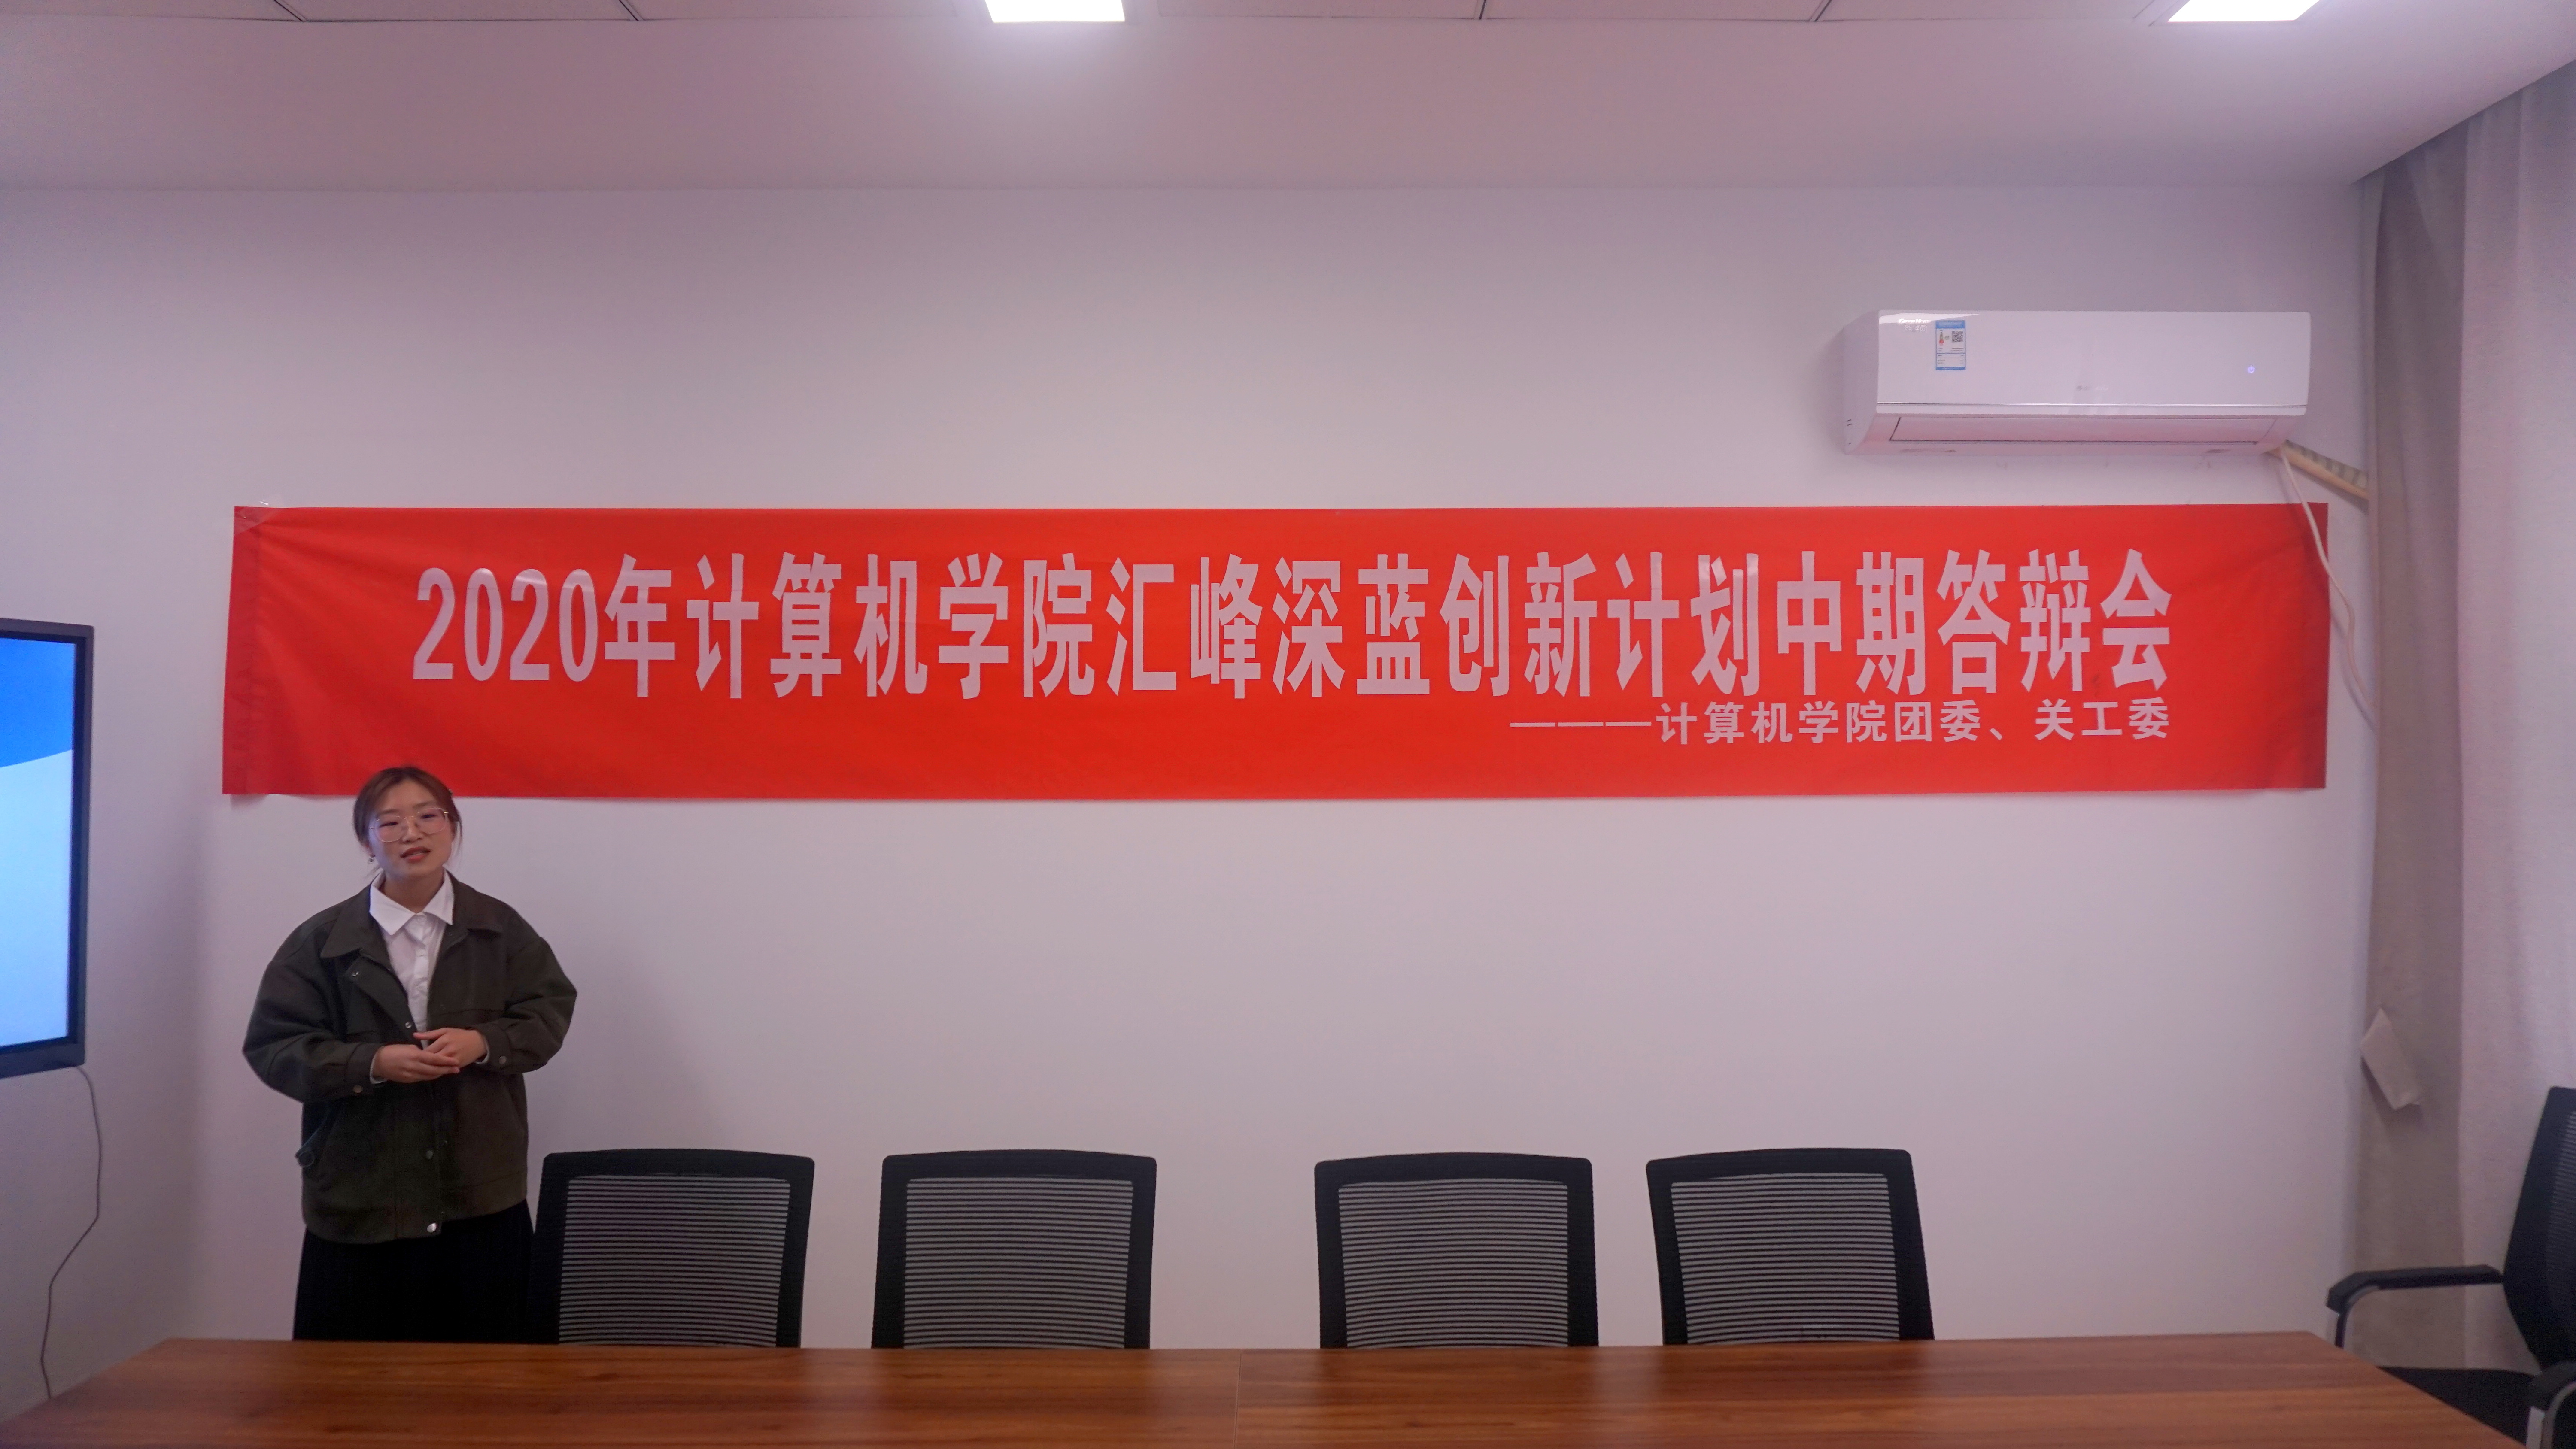 2020年计算机学院汇峰深蓝创新计划中期答辩会
———计算机学院团委、关工委